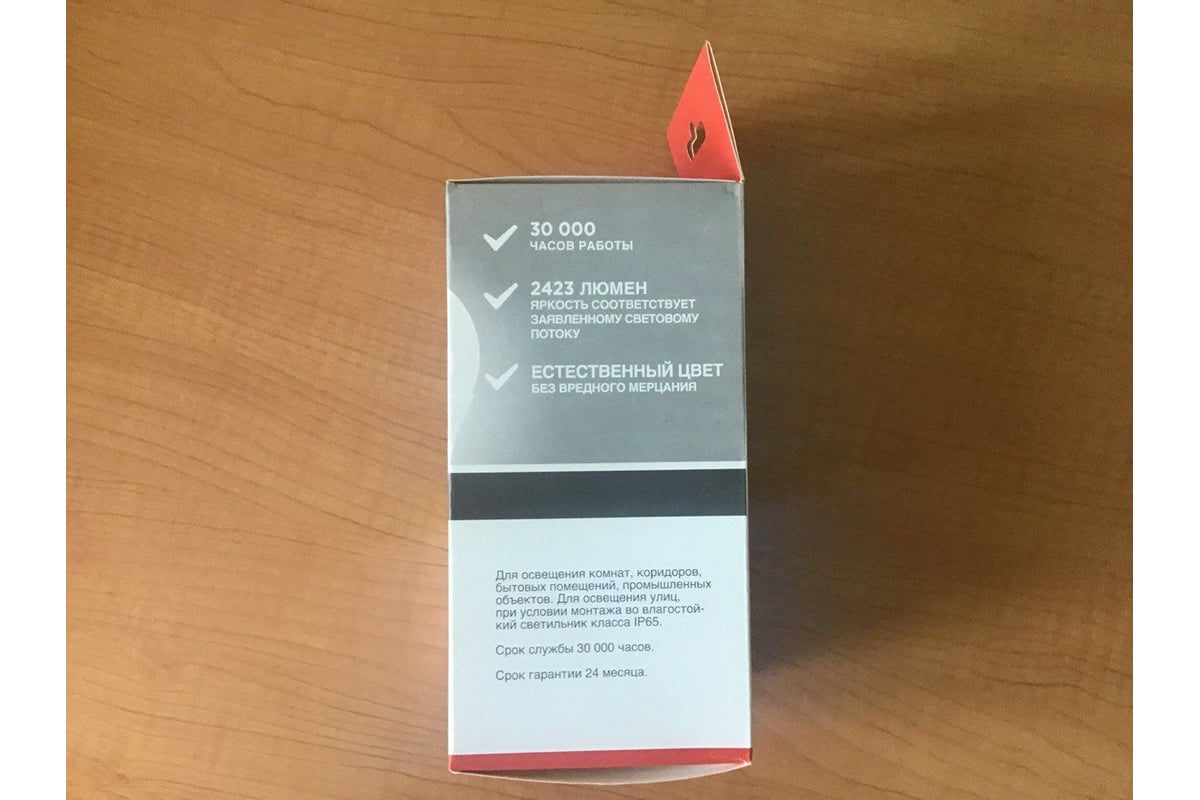 30 000
ЧАСОВ РАБОТЫ
2423 ЛЮМЕН
ЯРКОСТЬ СООТВЕТСТВУЕТ
ЗАЯВЛЕННОМУ СВЕТОВОМУ
ПОТОКУ
ЕСТЕСТВЕННЫЙ ЦВЕТ
БЕЗ ВРЕДНОГО МЕРЦАНИЯ
Для освещения комнат, коридоров,
бытовых помещений, промышленных
объектов. Для освещения улиц,
при условии монтажа во влагостой-
кий светильник класса IP65.
Срок службы 30 000 часов.
Срок гарантии 24 месяца.